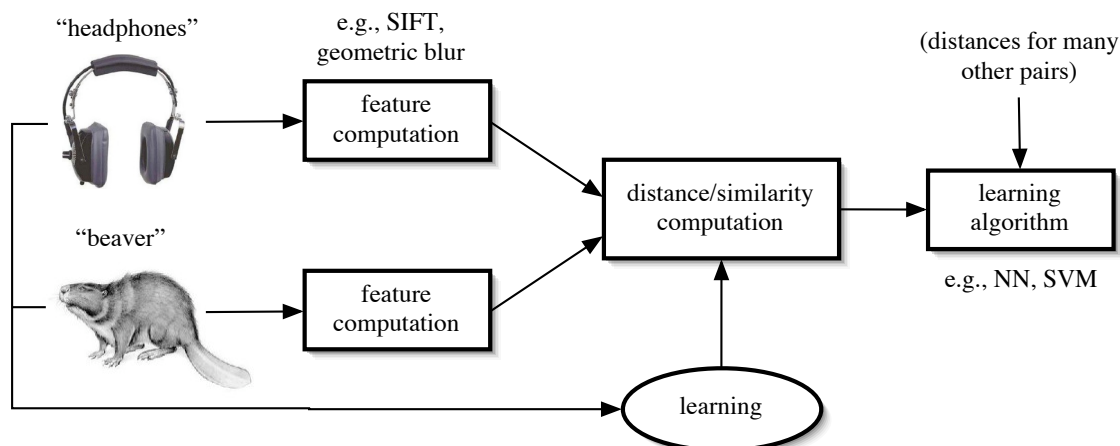 “headphones”
e.g., SIFT,
geometric blur
feature
computation
“beaver”
feature
computation
distance/similarity
computation
learning
(distances for many
other pairs)
learning
algorithm
e.g., NN, SVM